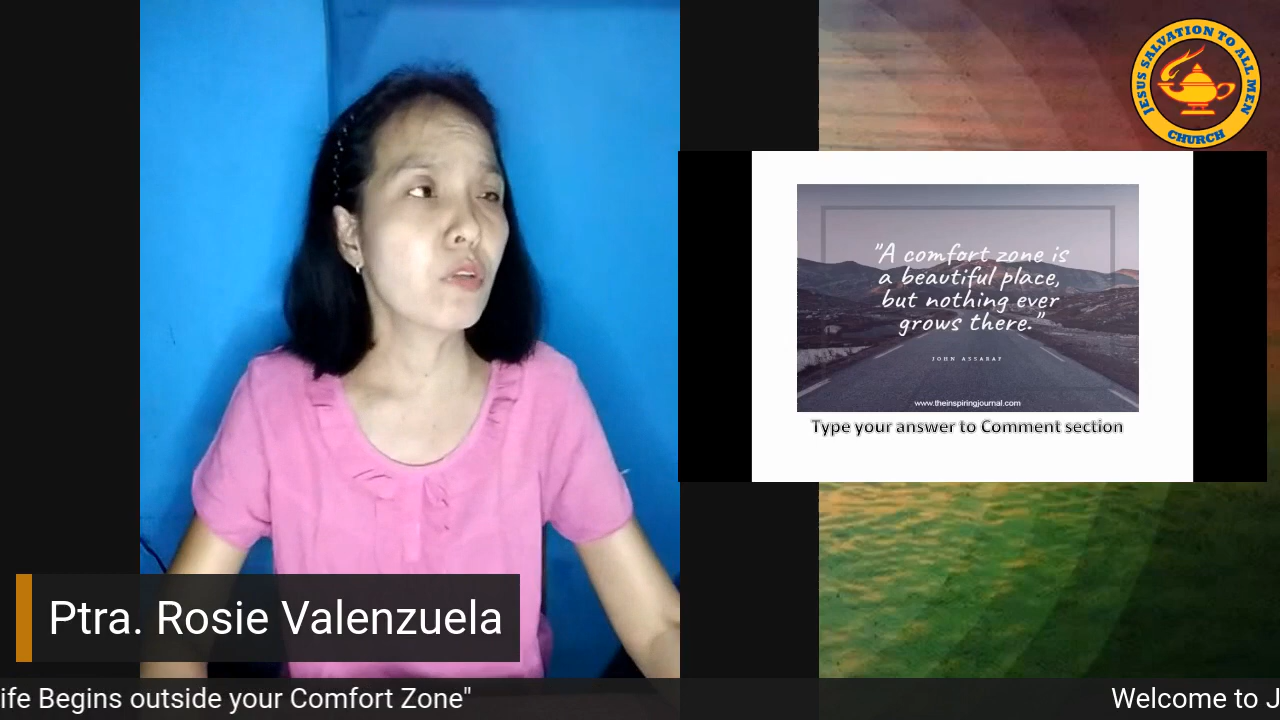 JESUS SALVATION TO ALL MEN
CHURCH
"A comfort zone is
a beautiful place,
but nothing ever
grows there."
JOHN ASSARAF
www.theinspiringjournal.com
Type your answer to Comment section
Ptra. Rosie Valenzuela
ife Begins outside your Comfort Zone"
Welcome to J